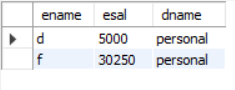 ename esal dname
d 5000 personal
f 30250 personal